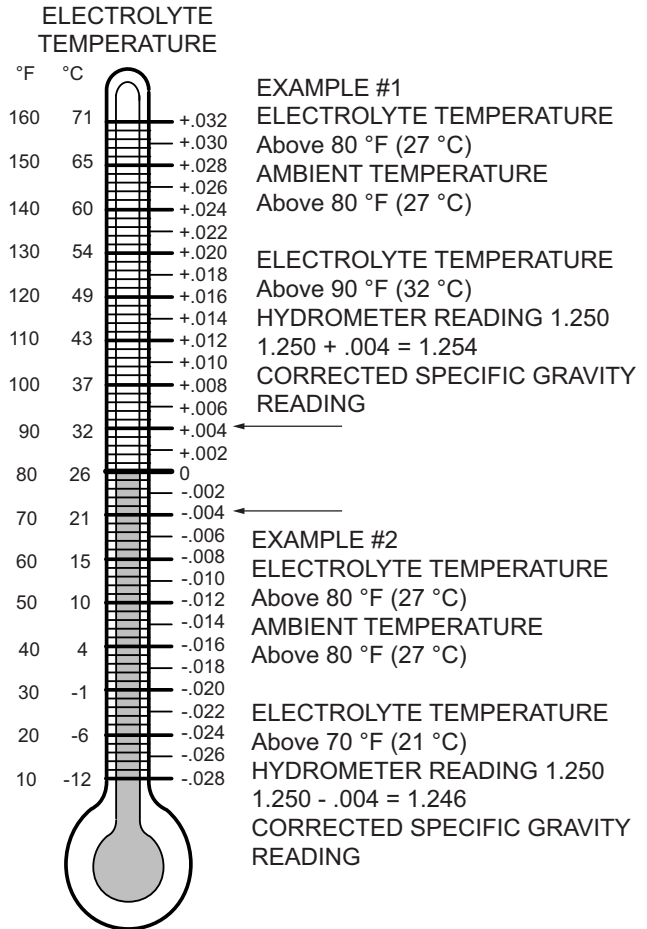 ELECTROLYTE
TEMPERATURE
°F °C
160 71 +.032
+.030
150 65 +.028
+.026
140 60 +.024
+.022
130 54 +.020
+.018
120 49 +.016
+.014
110 43 +.012
+.010
100 37 +.008
+.006
90 32 +.004
+.002
80 26 0
-.002
70 21 -.004
-.006
60 15 -.008
-.010
50 10 -.012
-.014
40 4 -.016
-.018
30 -1 -.020
-.022
20 -6 -.024
-.026
10 -12 -.028
EXAMPLE #1
ELECTROLYTE TEMPERATURE
Above 80 °F (27 °C)
AMBIENT TEMPERATURE
Above 80 °F (27 °C)
ELECTROLYTE TEMPERATURE
Above 90 °F (32 °C)
HYDROMETER READING 1.250
1.250 + .004 = 1.254
CORRECTED SPECIFIC GRAVITY
READING
EXAMPLE #2
ELECTROLYTE TEMPERATURE
Above 80 °F (27 °C)
AMBIENT TEMPERATURE
Above 80 °F (27 °C)
ELECTROLYTE TEMPERATURE
Above 70 °F (21 °C)
HYDROMETER READING 1.250
1.250 - .004 = 1.246
CORRECTED SPECIFIC GRAVITY
READING